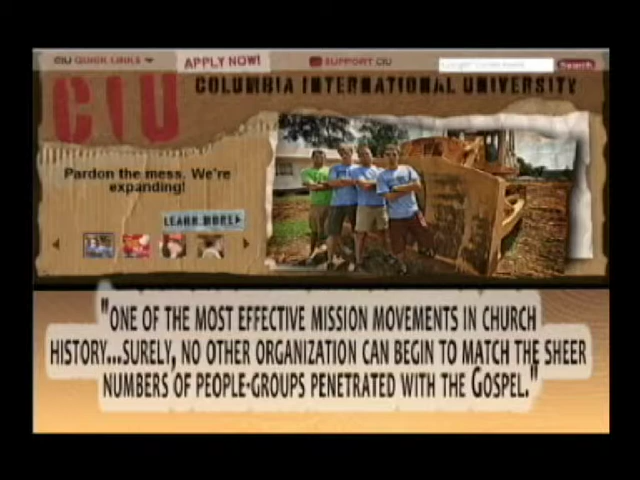 CIU QUICK LINKS
APPLY NOW!
SUPPORT CIU
Search
CIU
COLUMBIA INTERNATIONAL UNIVERSITY
Pardon the mess. We're
expanding!
LEARN MORE
"ONE OF THE MOST EFFECTIVE MISSION MOVEMENTS IN CHURCH
HISTORY...SURELY, NO OTHER ORGANIZATION CAN BEGIN TO MATCH THE SHEER
NUMBERS OF PEOPLE-GROUPS PENETRATED WITH THE GOSPEL."